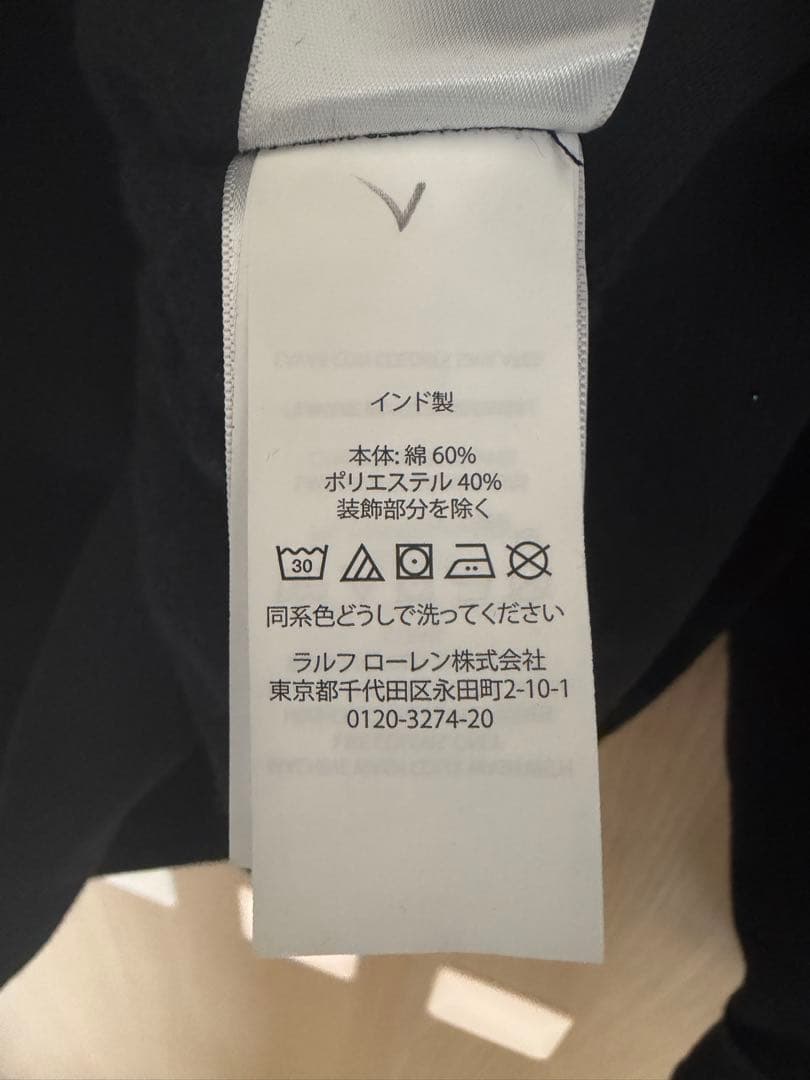 インド製
本体: 綿 60%
ポリエステル 40%
装飾部分を除く
30
同系色どうしで洗ってください
ラルフ ローレン株式会社
東京都千代田区永田町2-10-1
0120-3274-20